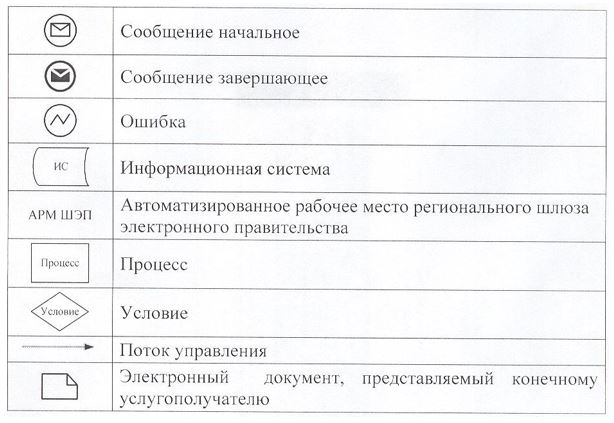 Сообщение начальное
Сообщение завершающее
Ошибка
ИС
Информационная система
АРМ ШЭП
Автоматизированное рабочее место регионального шлюза
электронного правительства
Процесс
Процесс
Условие
Условие
Поток управления
Электронный документ, представляемый конечному
услугополучателю